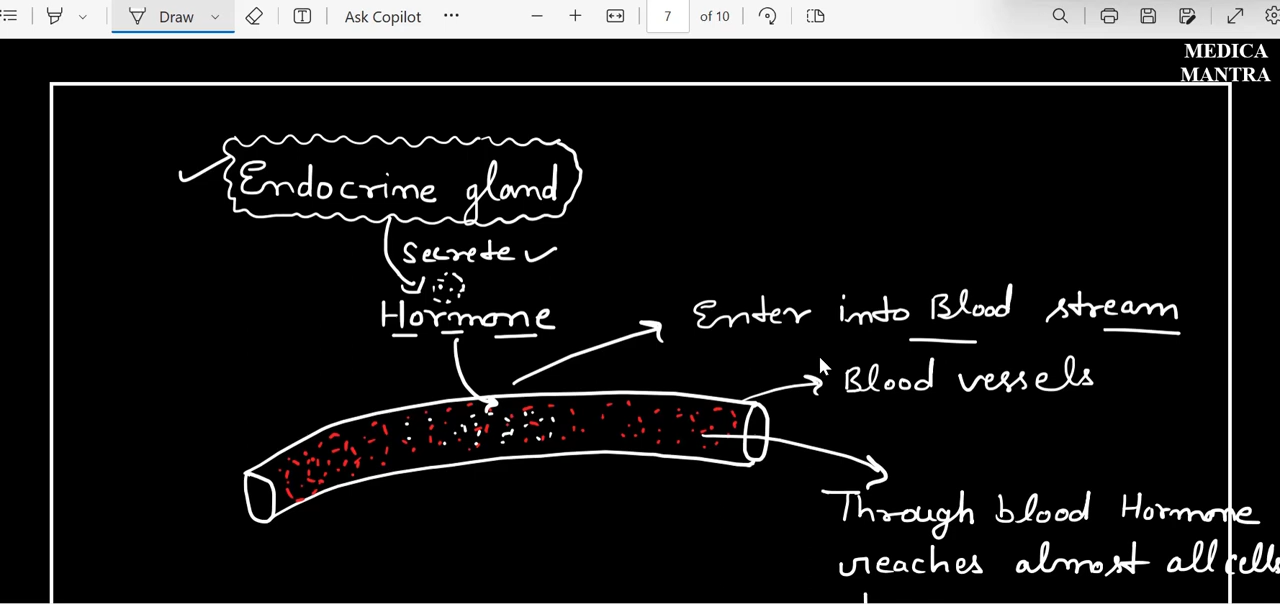 Draw
Ask Copilot
7
of 10
MEDICA
MANTRA
Endocrine gland
Secrete
Hormone
Enter into Blood stream
Blood vessels
Through blood Hormone
reaches almost all cells